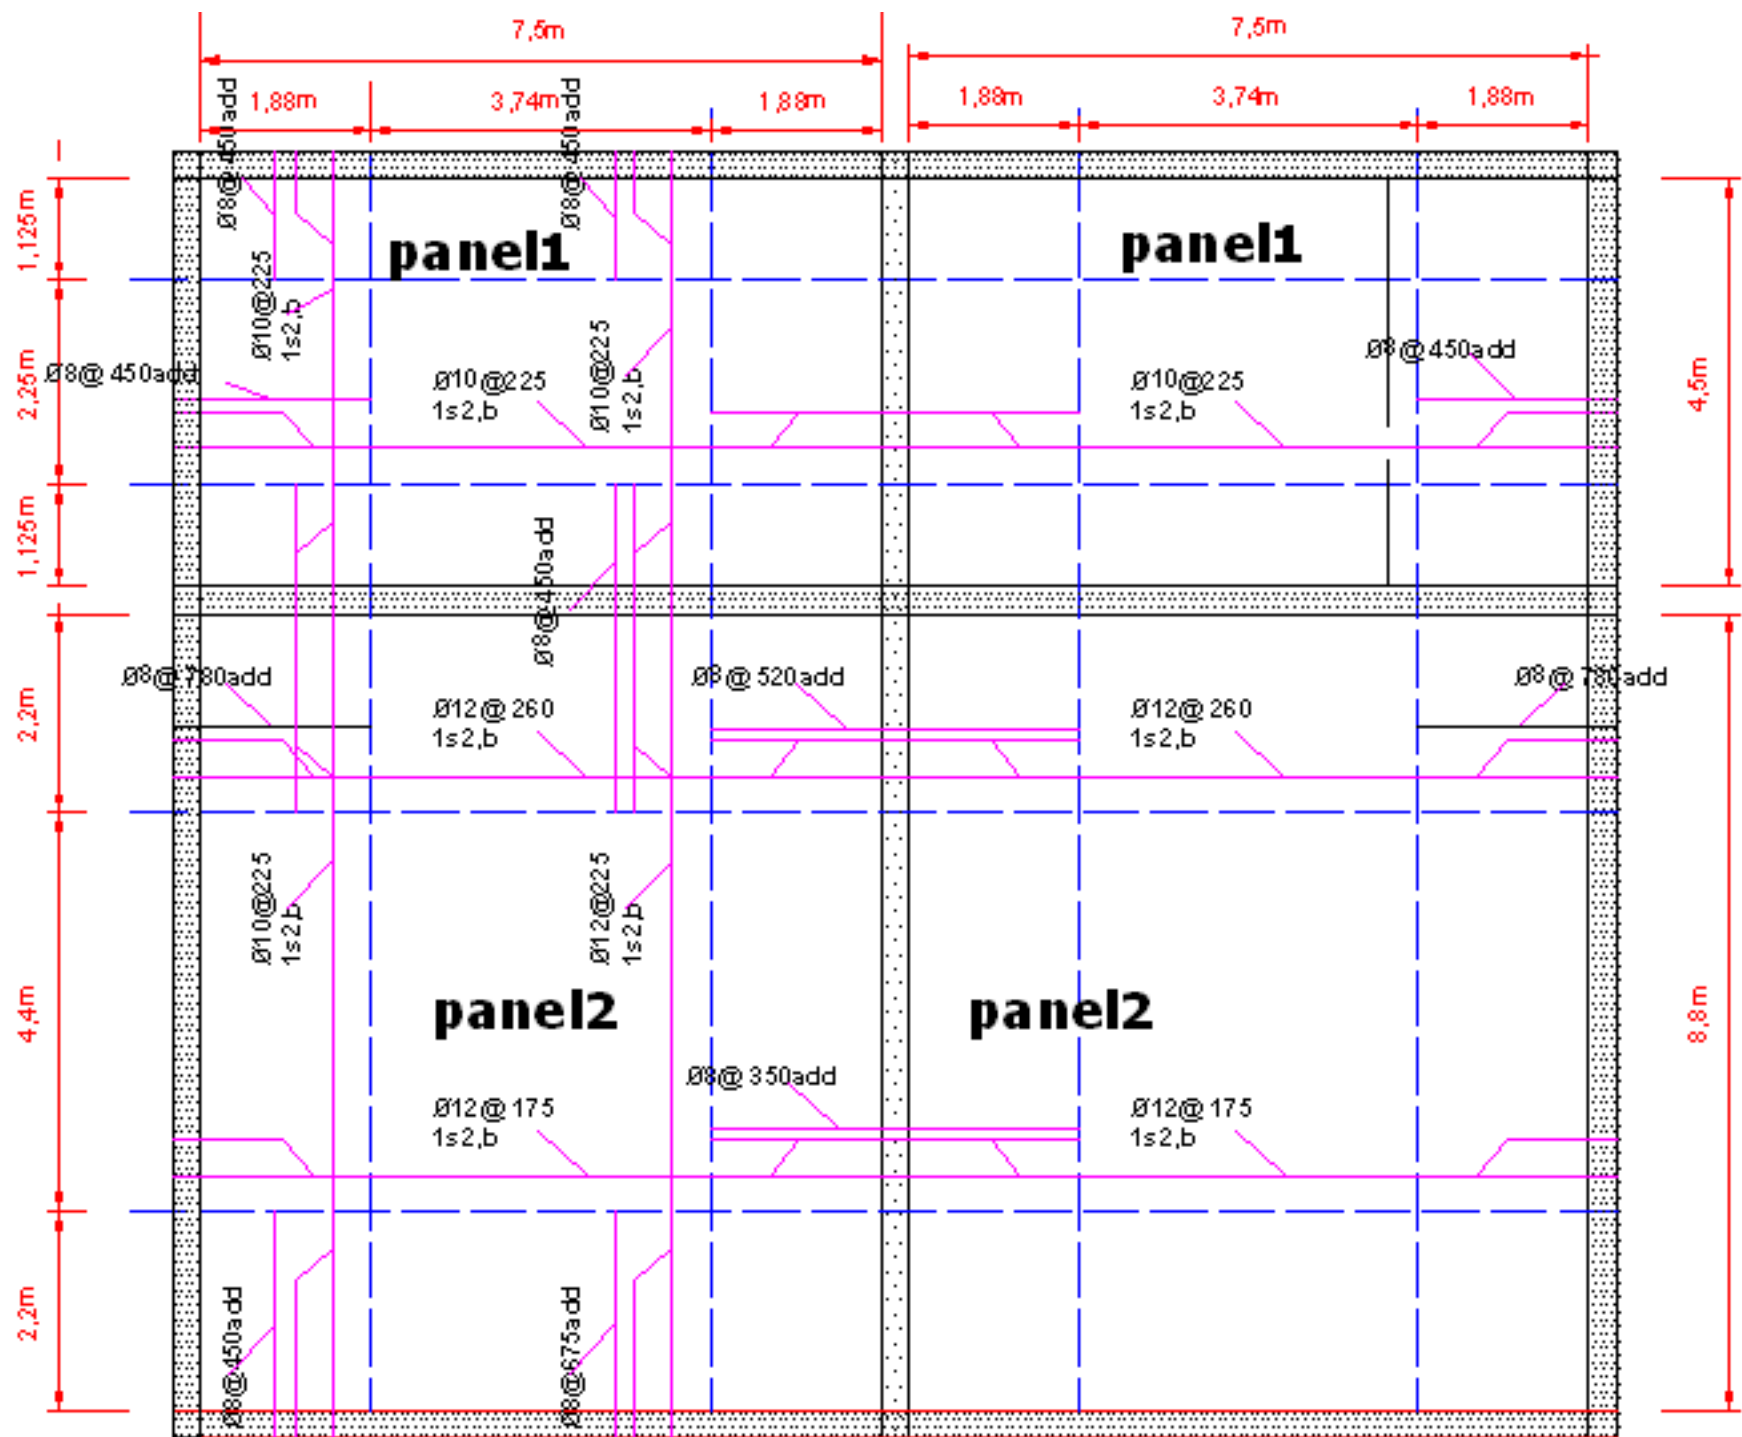 7,5m
7,5m
1,88m
3,74m
1,88m
1,88m
3,74m
1,88m
Ø8@450add
Ø8@450add
1,125m
panel1
panel1
Ø10@225
1s2,b
Ø10@225
1s2,b
Ø8@450add
Ø8@450add
2,25m
4,5m
Ø10@225
1s2,b
Ø10@225
1s2,b
1,125m
Ø8@450add
Ø8@780add
Ø8@520add
Ø8@780add
2,2m
Ø12@260
1s2,b
Ø12@260
1s2,b
Ø10@225
1s2,b
Ø12@225
1s2,b
4,4m
8,8m
panel2
panel2
Ø8@350add
Ø12@175
1s2,b
Ø12@175
1s2,b
2,2m
Ø8@450add
Ø8@675add